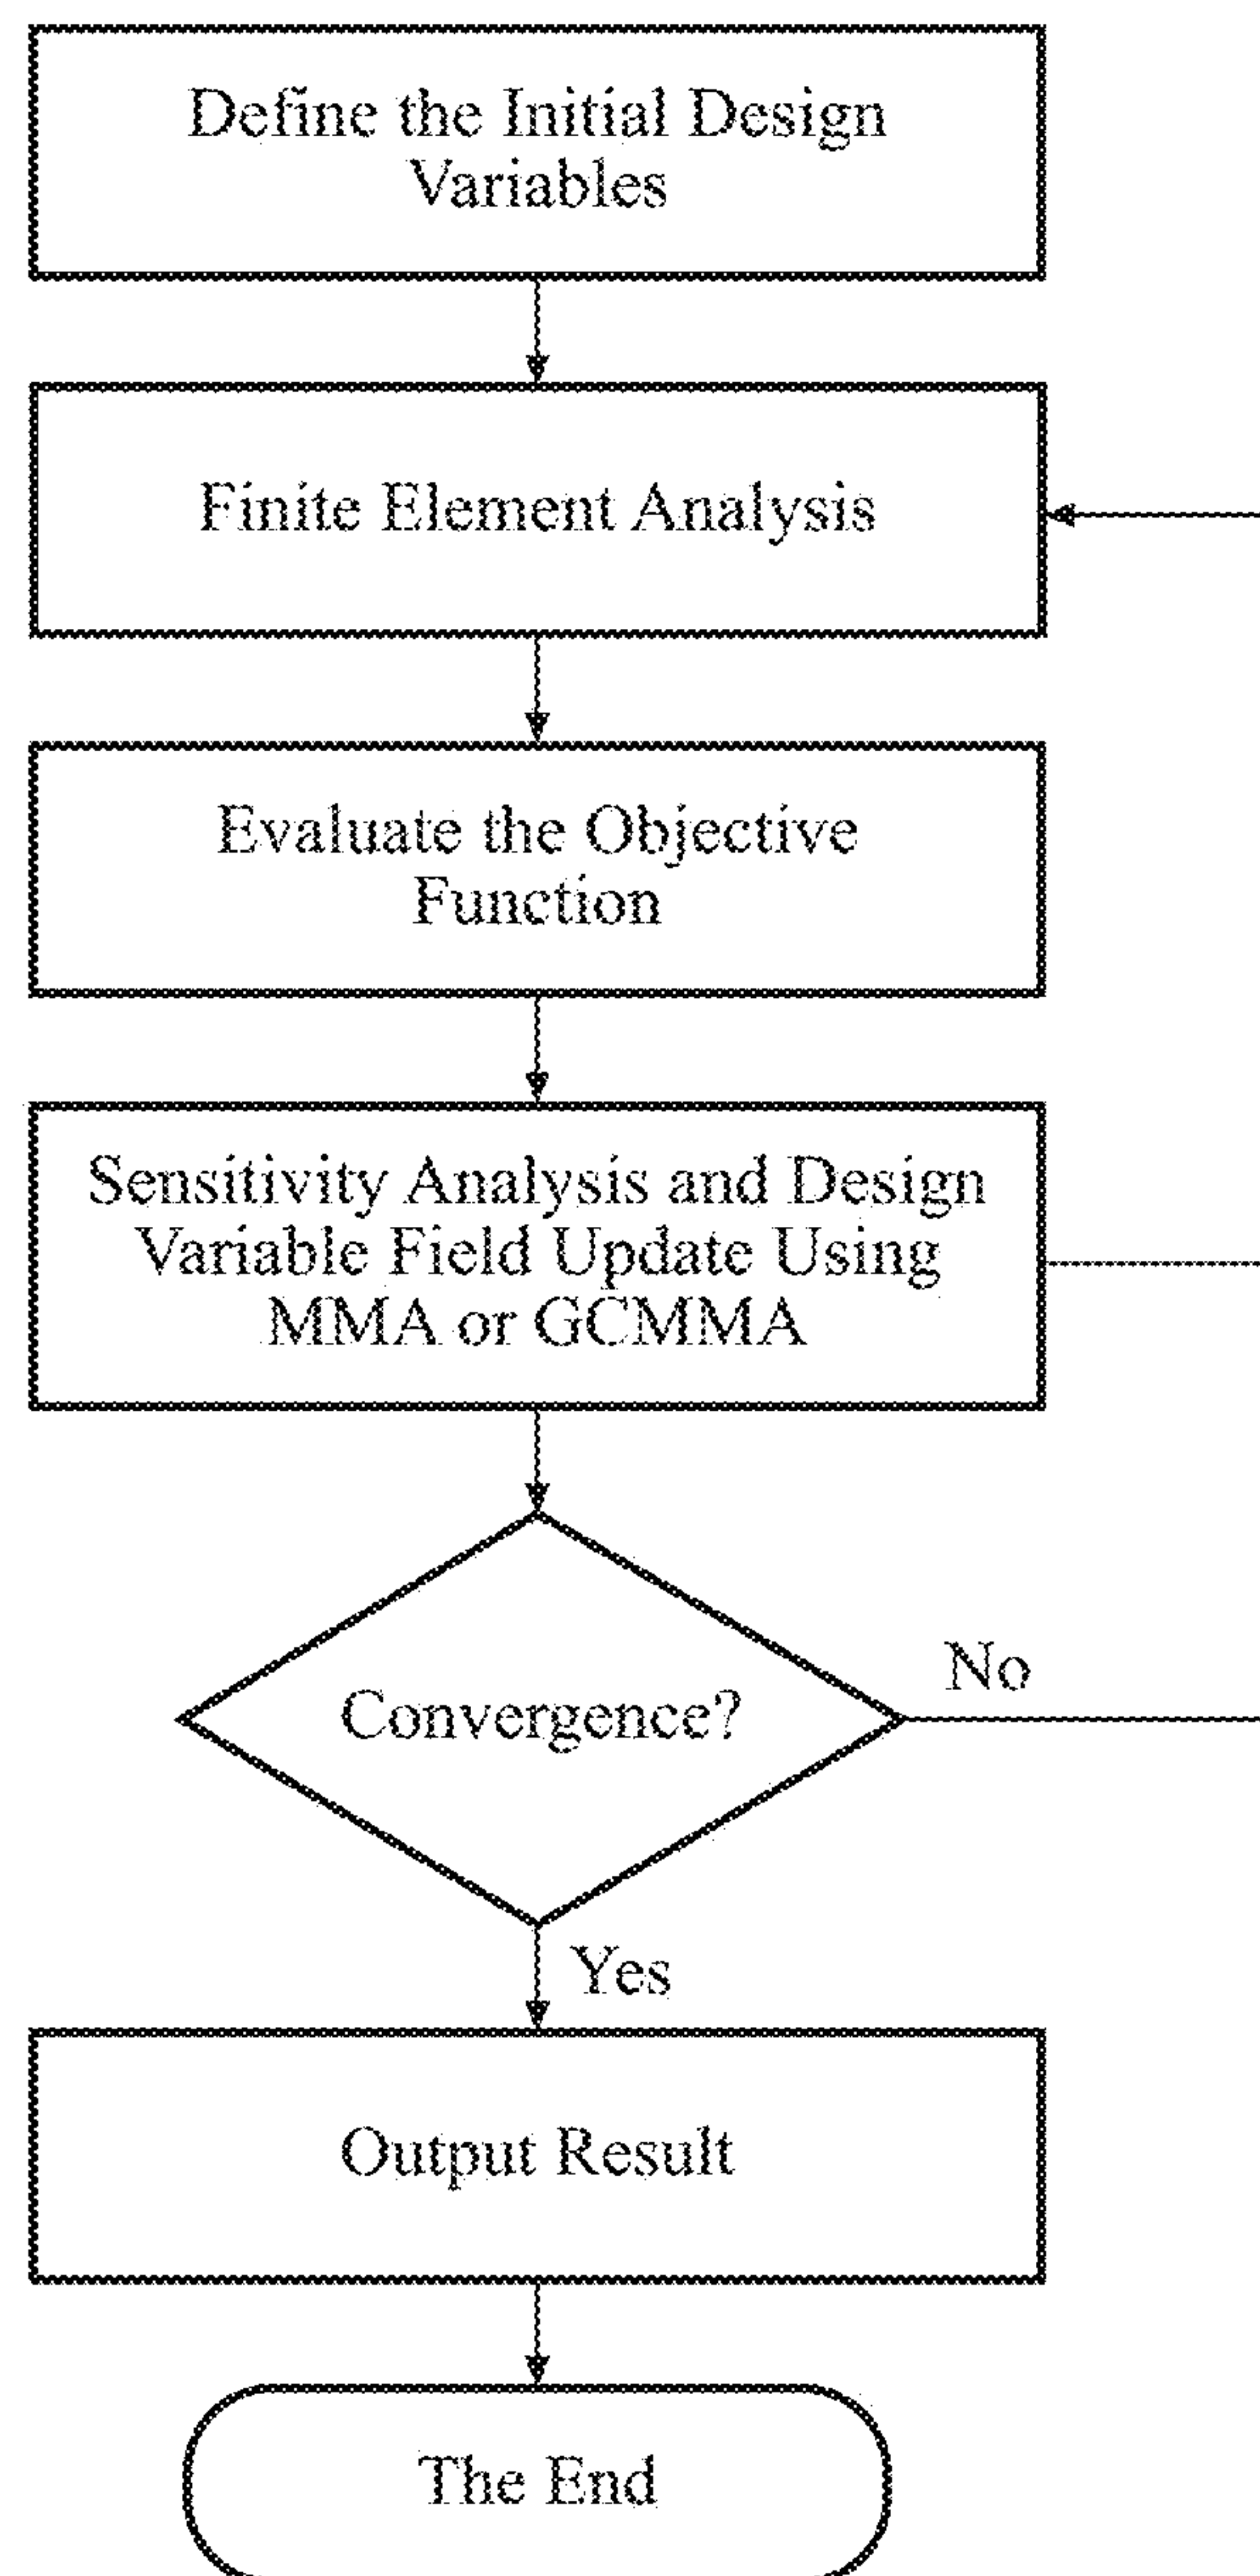 Define the Initial Design
Variables
Finite Element Analysis
Evaluate the Objective
Function
Sensitivity Analysis and Design
Variable Field Update Using
MMA or GCMMA
Convergence?
No
Yes
Output Result
The End